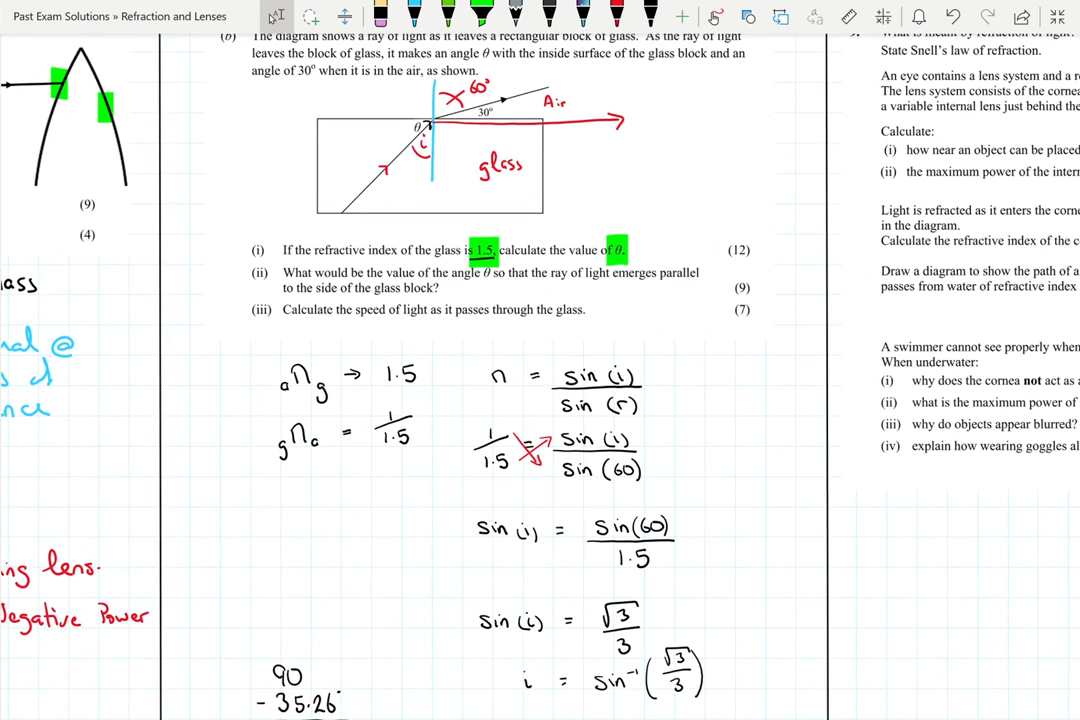 Past Exam Solutions » Refraction and Lenses
(b) The diagram shows a ray of light as it leaves a rectangular block of glass. As the ray of light
leaves the block of glass, it makes an angle θ with the inside surface of the glass block and an
angle of 30° when it is in the air, as shown.
60°
Air
30°
θ
i
glass
(i) If the refractive index of the glass is 1.5, calculate the value of θ. (12)
(ii) What would be the value of the angle θ so that the ray of light emerges parallel
to the side of the glass block? (9)
(iii) Calculate the speed of light as it passes through the glass. (7)
ang → 1.5
gna = 1/1.5
n = sin (i)/sin (r)
1/1.5 = sin (i)/sin (60)
sin (i) = sin(60)/1.5
sin (i) = √3/3
i = sin⁻¹ (√3/3)
90
- 35.26°
(9)
(4)
ass
nal @
s of
nce
ing lens.
Negative Power
State Snell's law of refraction.
An eye contains a lens system and a r
The lens system consists of the cornea
a variable internal lens just behind the
Calculate:
(i) how near an object can be placed
(ii) the maximum power of the intern
Light is refracted as it enters the corne
in the diagram.
Calculate the refractive index of the c
Draw a diagram to show the path of a
passes from water of refractive index
A swimmer cannot see properly when
When underwater:
(i) why does the cornea not act as a
(ii) what is the maximum power of
(iii) why do objects appear blurred?
(iv) explain how wearing goggles al